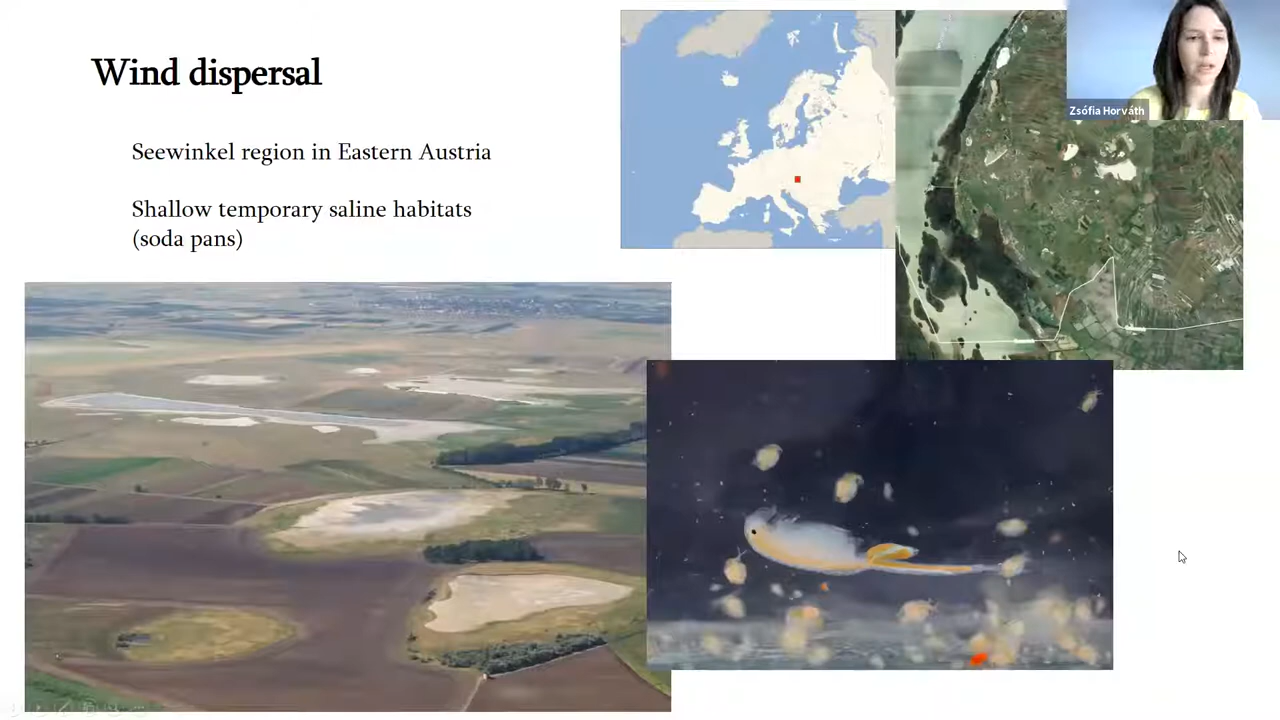 Wind dispersal
Zsófia Horváth
Seewinkel region in Eastern Austria
Shallow temporary saline habitats
(soda pans)